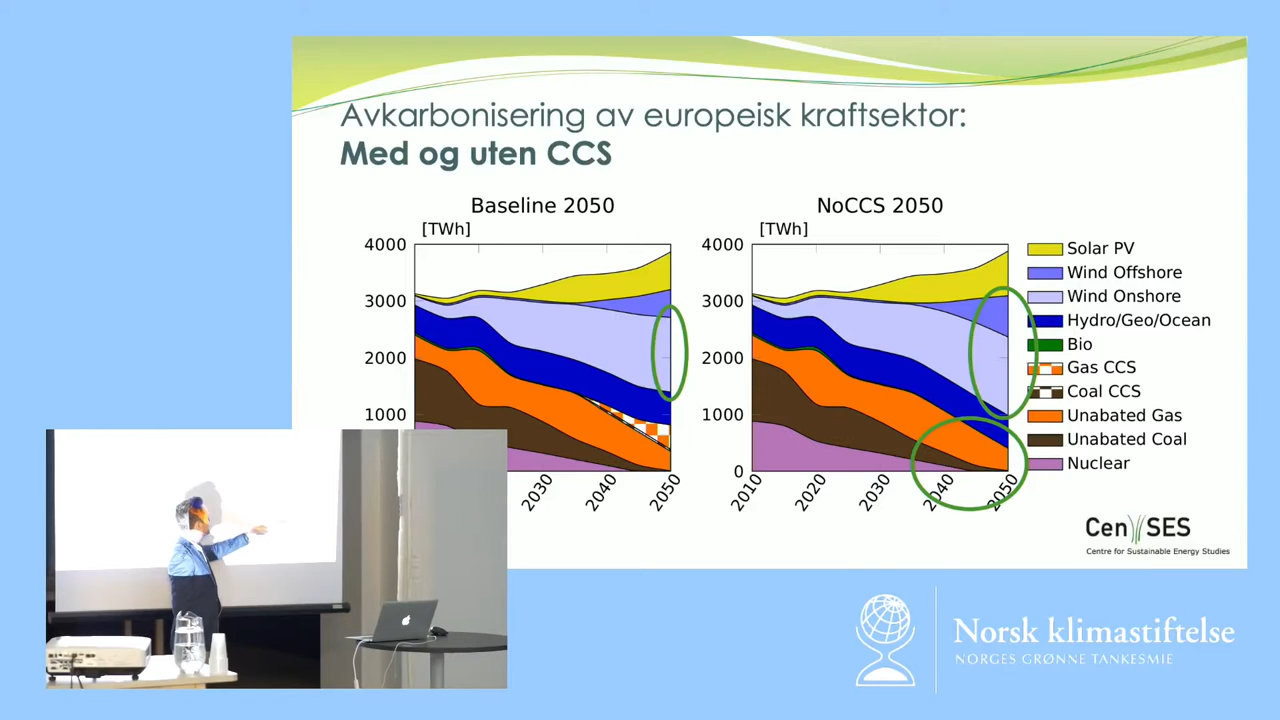 Avkarbonisering av europeisk kraftsektor:
Med og uten CCS
Baseline 2050
[TWh]
4000
3000
2000
1000
2030
2040
2050
NoCCS 2050
[TWh]
4000
3000
2000
1000
0
2010
2020
2030
2040
2050
Solar PV
Wind Offshore
Wind Onshore
Hydro/Geo/Ocean
Bio
Gas CCS
Coal CCS
Unabated Gas
Unabated Coal
Nuclear
CenSES
Centre for Sustainable Energy Studies
Norsk klimastiftelse
NORGES GRØNNE TANKESMIE